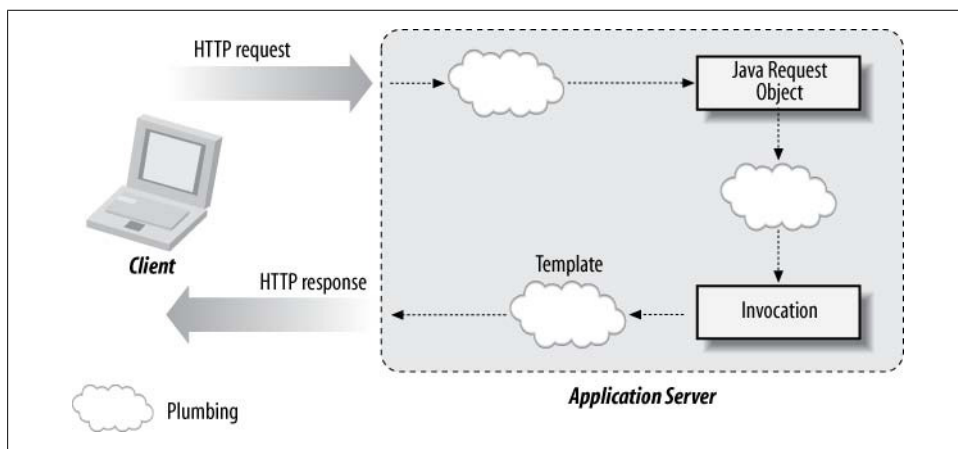 HTTP request
Java Request
Object
Client
HTTP response
Template
Invocation
Application Server
Plumbing